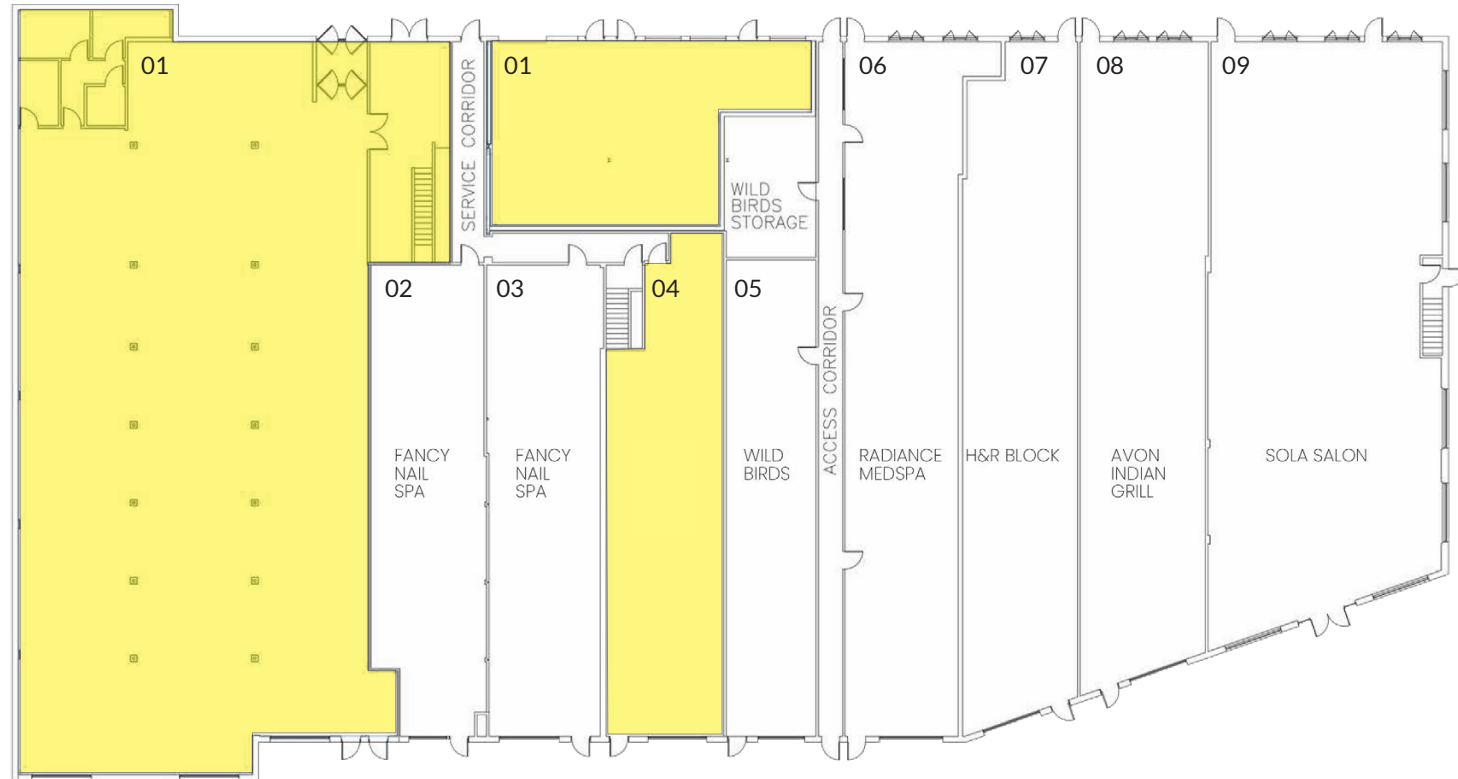 01
SERVICE CORRIDOR
01
06
07
08
09
WILD
BIRDS
STORAGE
02
03
04
05
ACCESS CORRIDOR
FANCY
NAIL
SPA
FANCY
NAIL
SPA
WILD
BIRDS
RADIANCE
MEDSPA
H&R BLOCK
AVON
INDIAN
GRILL
SOLA SALON